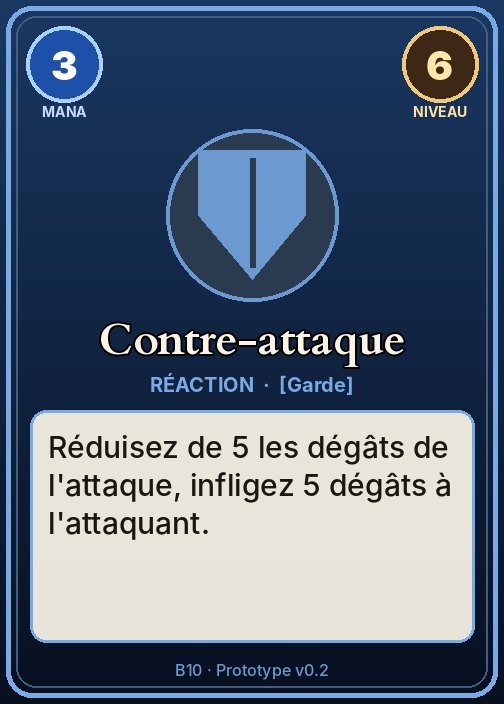 3
6
MANA
NIVEAU
Contre-attaque
RÉACTION · [Garde]
Réduisez de 5 les dégâts de
l'attaque, infligez 5 dégâts à
l'attaquant.
B10 · Prototype v0.2